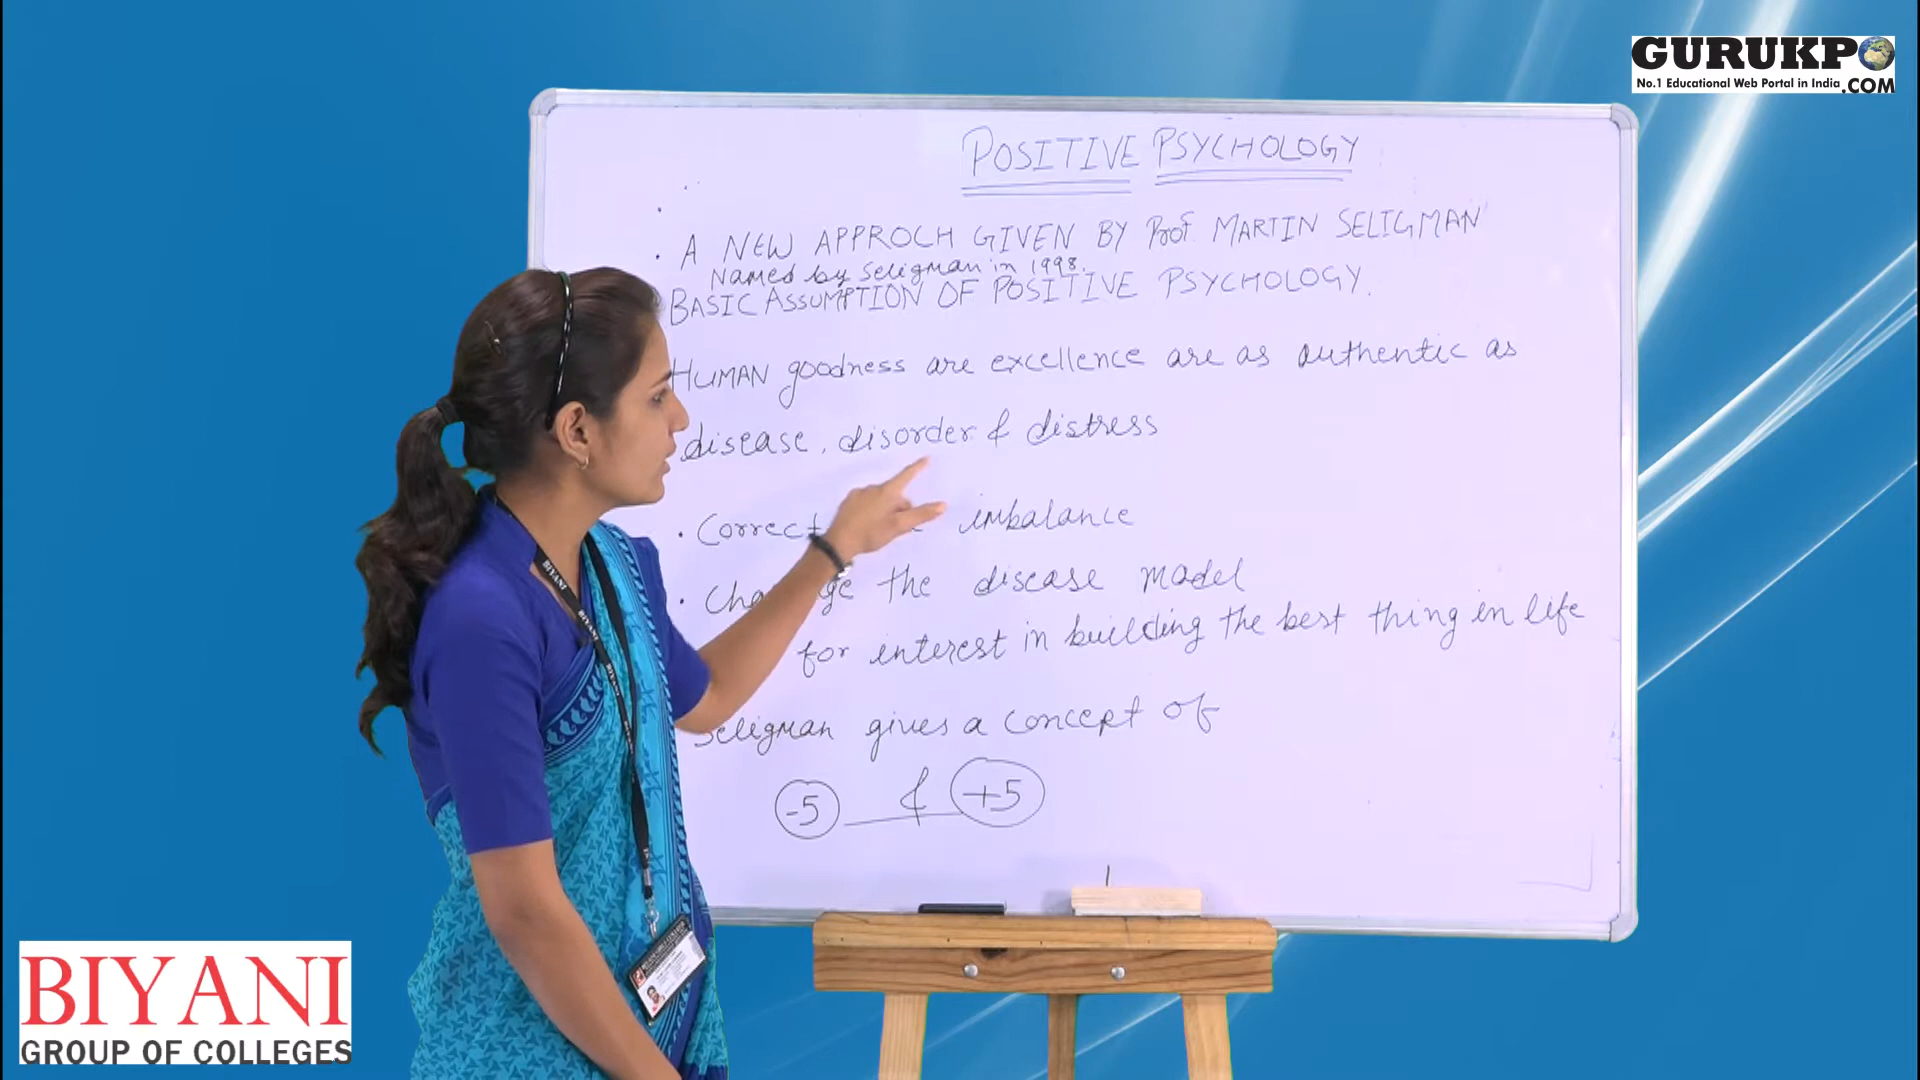 GURUKPO
No.1 Educational Web Portal in India .COM
POSITIVE PSYCHOLOGY
A NEW APPROCH GIVEN BY Prof. MARTIN SELIGMAN
Named by Seligman in 1998.
BASIC ASSUMPTION OF POSITIVE PSYCHOLOGY.
HUMAN goodness are excellence are as authentic as
disease, disorder & distress
• Correct imbalance
• the disease model
for interest in building the best thing in life
Seligman gives a concept of
-5 & +5
BIYANI
BIYANI
BIYANI
GROUP OF COLLEGES